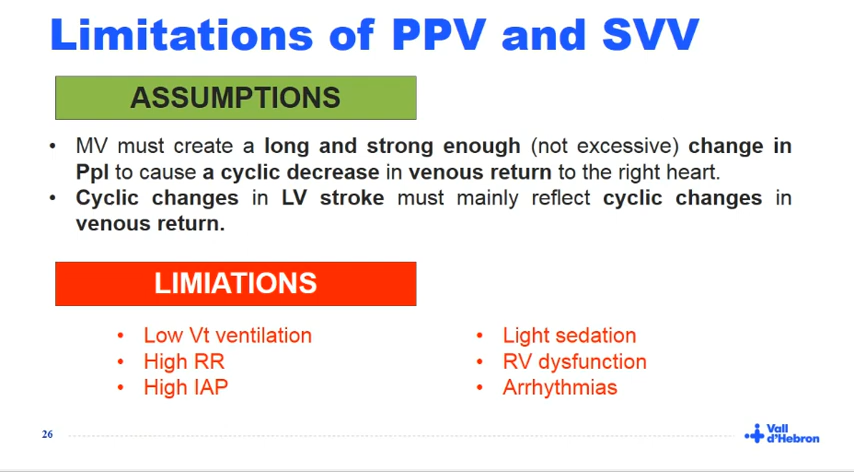 Limitations of PPV and SVV
ASSUMPTIONS
• MV must create a long and strong enough (not excessive) change in
Ppl to cause a cyclic decrease in venous return to the right heart.
• Cyclic changes in LV stroke must mainly reflect cyclic changes in
venous return.
LIMIATIONS
• Low Vt ventilation
• High RR
• High IAP
• Light sedation
• RV dysfunction
• Arrhythmias
26
Vall
d'Hebron